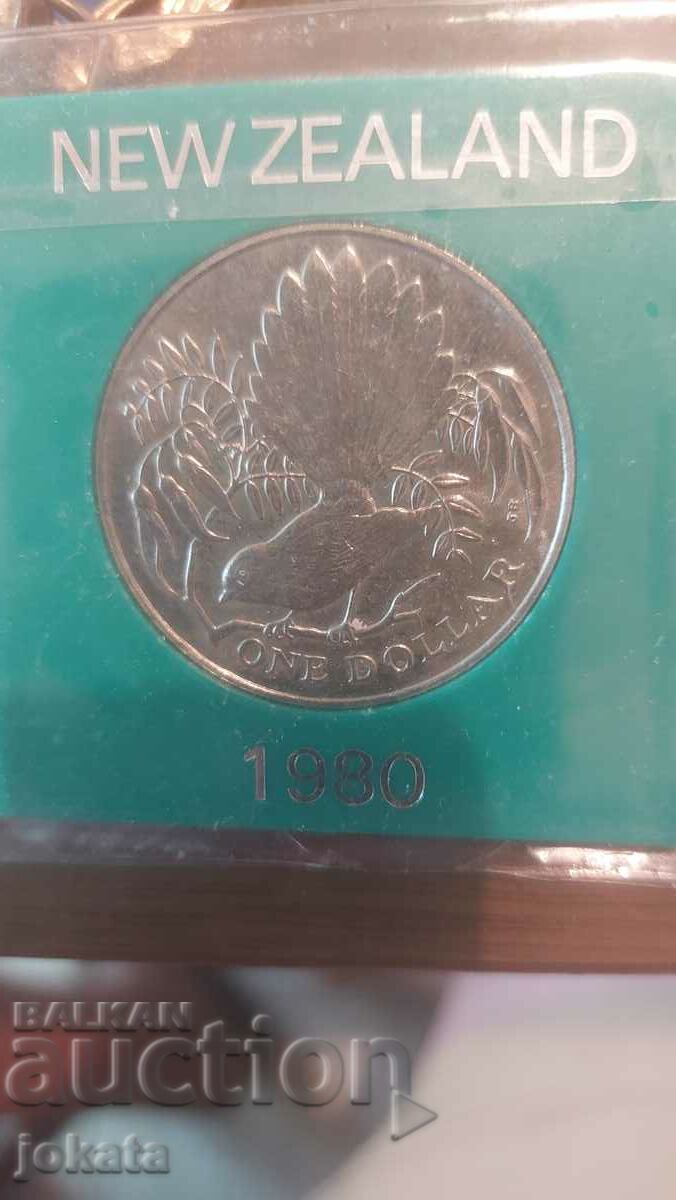 NEW ZEALAND
ONE DOLLAR
1980
BALKAN
auction
jokata